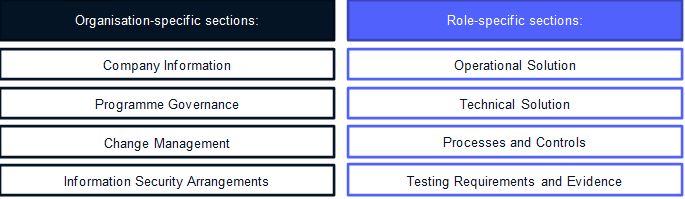 Organisation-specific sections:
Role-specific sections:
Company Information
Operational Solution
Programme Governance
Technical Solution
Change Management
Processes and Controls
Information Security Arrangements
Testing Requirements and Evidence